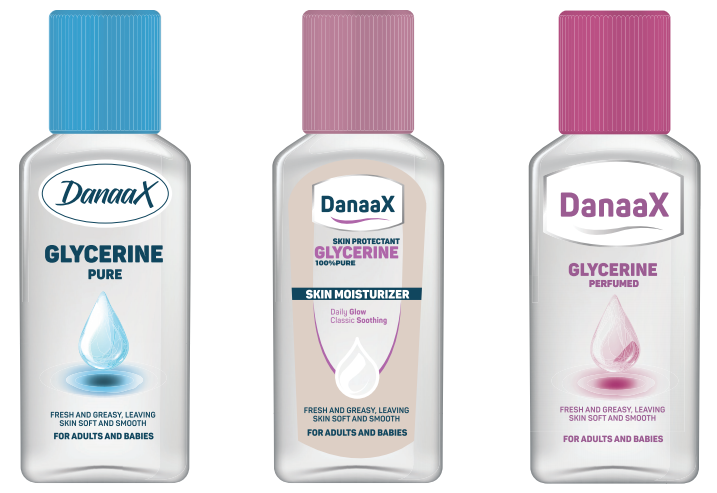 DanaaX
GLYCERINE
PURE
FRESH AND GREASY, LEAVING
SKIN SOFT AND SMOOTH
FOR ADULTS AND BABIES
DanaaX
SKIN PROTECTANT
GLYCERINE
100%PURE
SKIN MOISTURIZER
Daily Glow
Classic Soothing
FRESH AND GREASY, LEAVING
SKIN SOFT AND SMOOTH
FOR ADULTS AND BABIES
DanaaX
GLYCERINE
PERFUMED
FRESH AND GREASY, LEAVING
SKIN SOFT AND SMOOTH
FOR ADULTS AND BABIES